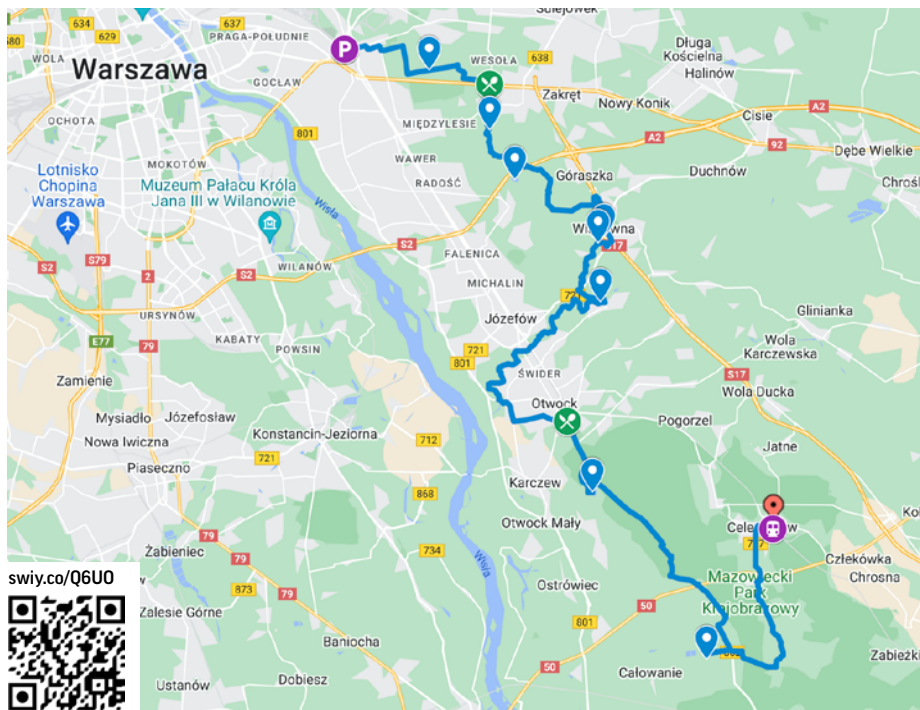 634
637
629
680
PRAGA-POŁUDNIE
WOLA
Warszawa
GOCŁAW
P
WESOŁA
638
Sulejówek
Długa
Kościelna
Halinów
Zakręt
Nowy Konik
Cisie
A2
92
Dębe Wielkie
OCHOTA
801
MIĘDZYLESIE
A2
MOKOTÓW
WAWER
RADOŚĆ
Góraszka
Duchnów
Lotnisko
Chopina
Warszawa
Muzeum Pałacu Króla
Jana III w Wilanowie
Wisła
S2
S79
2
S2
WILANÓW
FALENICA
S17
MICHALIN
URSYNÓW
E77
79
KABATY
POWSIN
Józefów
721
801
Glinianka
Wola
Karczewska
S17
Wola Ducka
Zamienie
ŚWIDER
Otwock
Mysiadło
Józefosław
Nowa Iwiczna
Konstancin-Jeziorna
712
Pogorzel
Jatne
Piaseczno
721
868
Karczew
Otwock Mały
79
Żabieniec
734
Wisła
Człekówka
Chrosna
swiy.co/Q6UO
873
79
Ostrówiec
50
Mazowiecki
Park
Krajobrazowy
Zalesie Górne
801
Baniocha
Całowanie
Zabieżki
50
Ustanów
Dobiesz